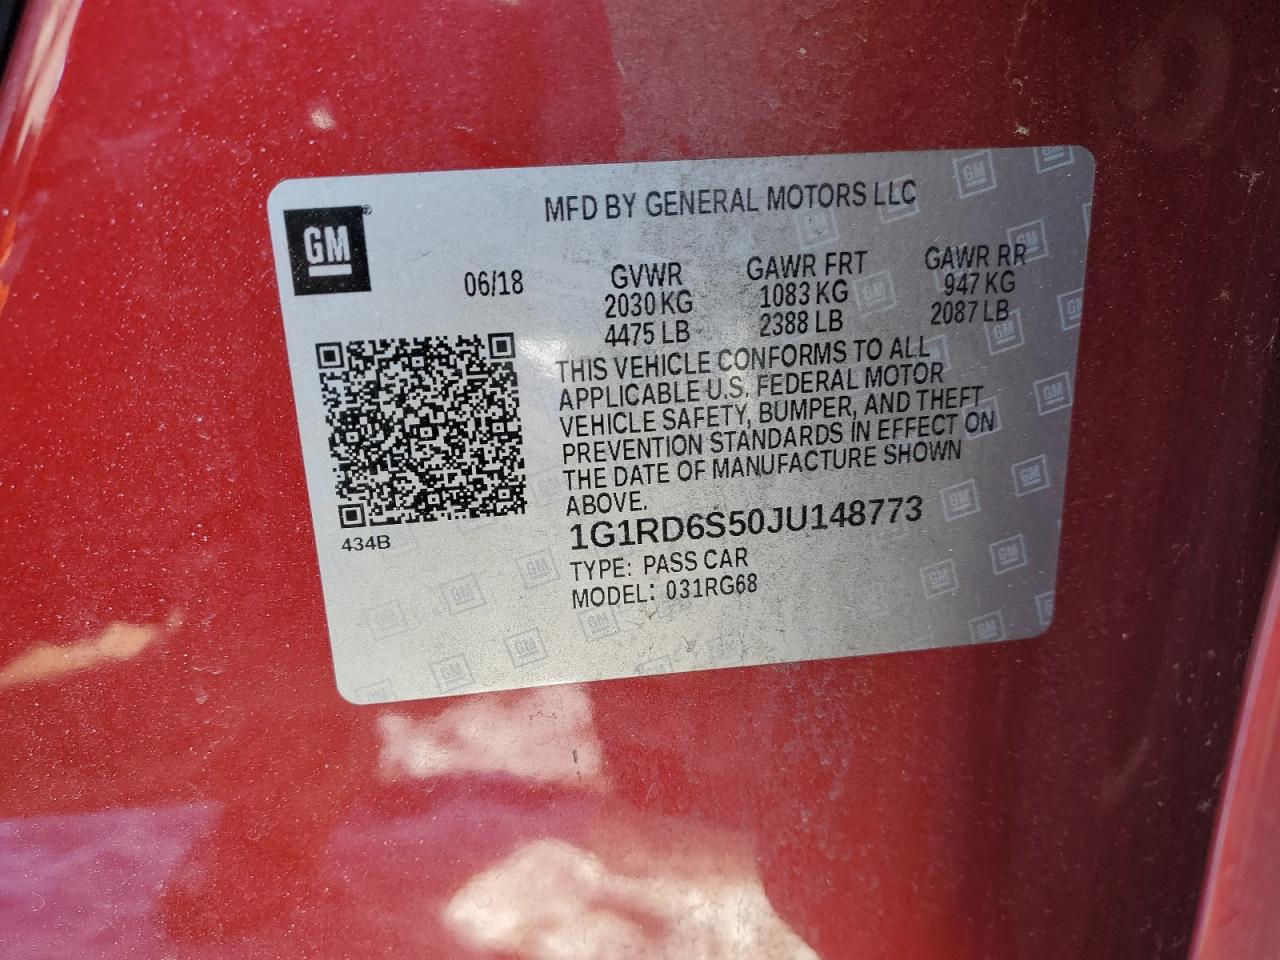 MFD BY GENERAL MOTORS LLC
GM®
06/18
GVWR
2030 KG
4475 LB
GAWR FRT
1083 KG
2388 LB
GAWR RR
947 KG
2087 LB
THIS VEHICLE CONFORMS TO ALL
APPLICABLE U.S. FEDERAL MOTOR
VEHICLE SAFETY, BUMPER, AND THEFT
PREVENTION STANDARDS IN EFFECT ON
THE DATE OF MANUFACTURE SHOWN
ABOVE.
434B
1G1RD6S50JU148773
TYPE: PASS CAR
MODEL: 031RG68